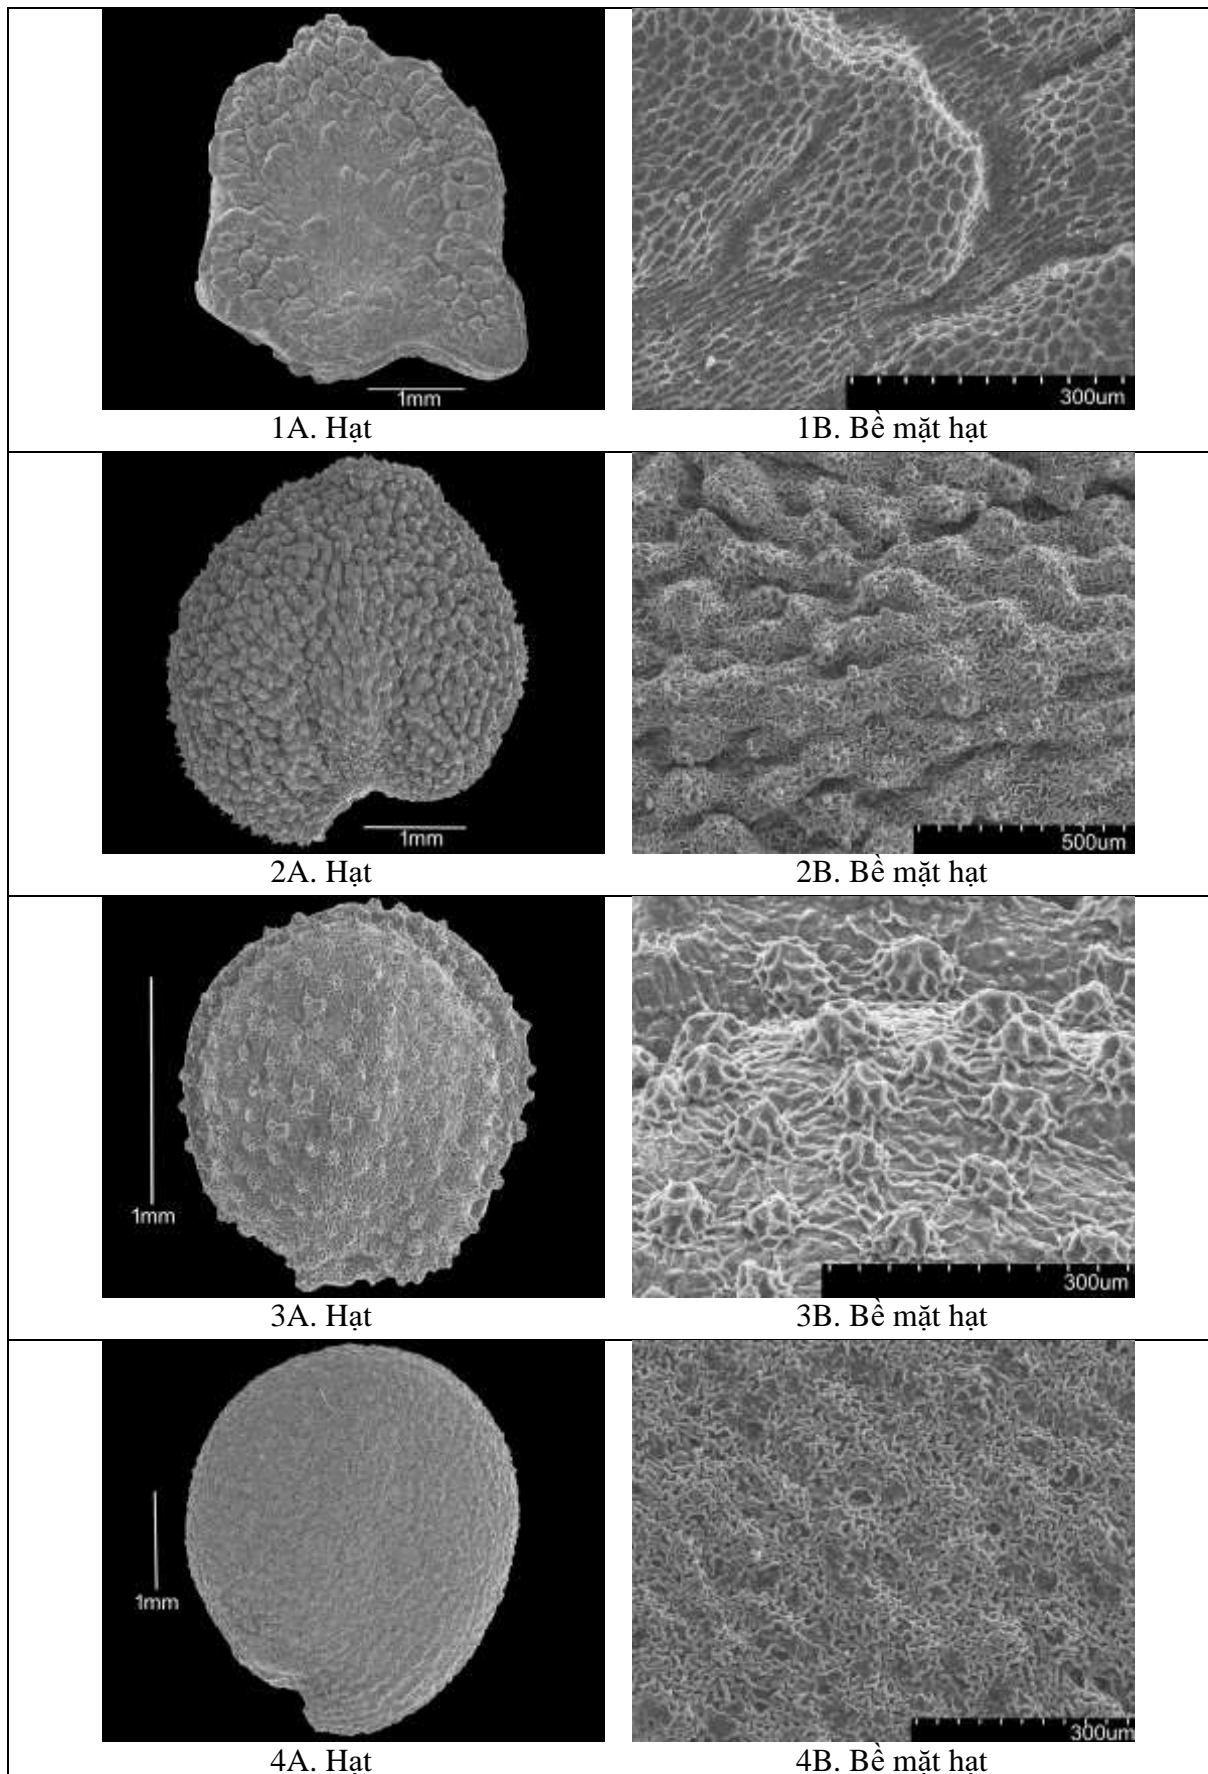 1mm
300um
1A. Hạt
1B. Bề mặt hạt
1mm
500um
2A. Hạt
2B. Bề mặt hạt
1mm
300um
3A. Hạt
3B. Bề mặt hạt
1mm
300um
4A. Hạt
4B. Bề mặt hạt